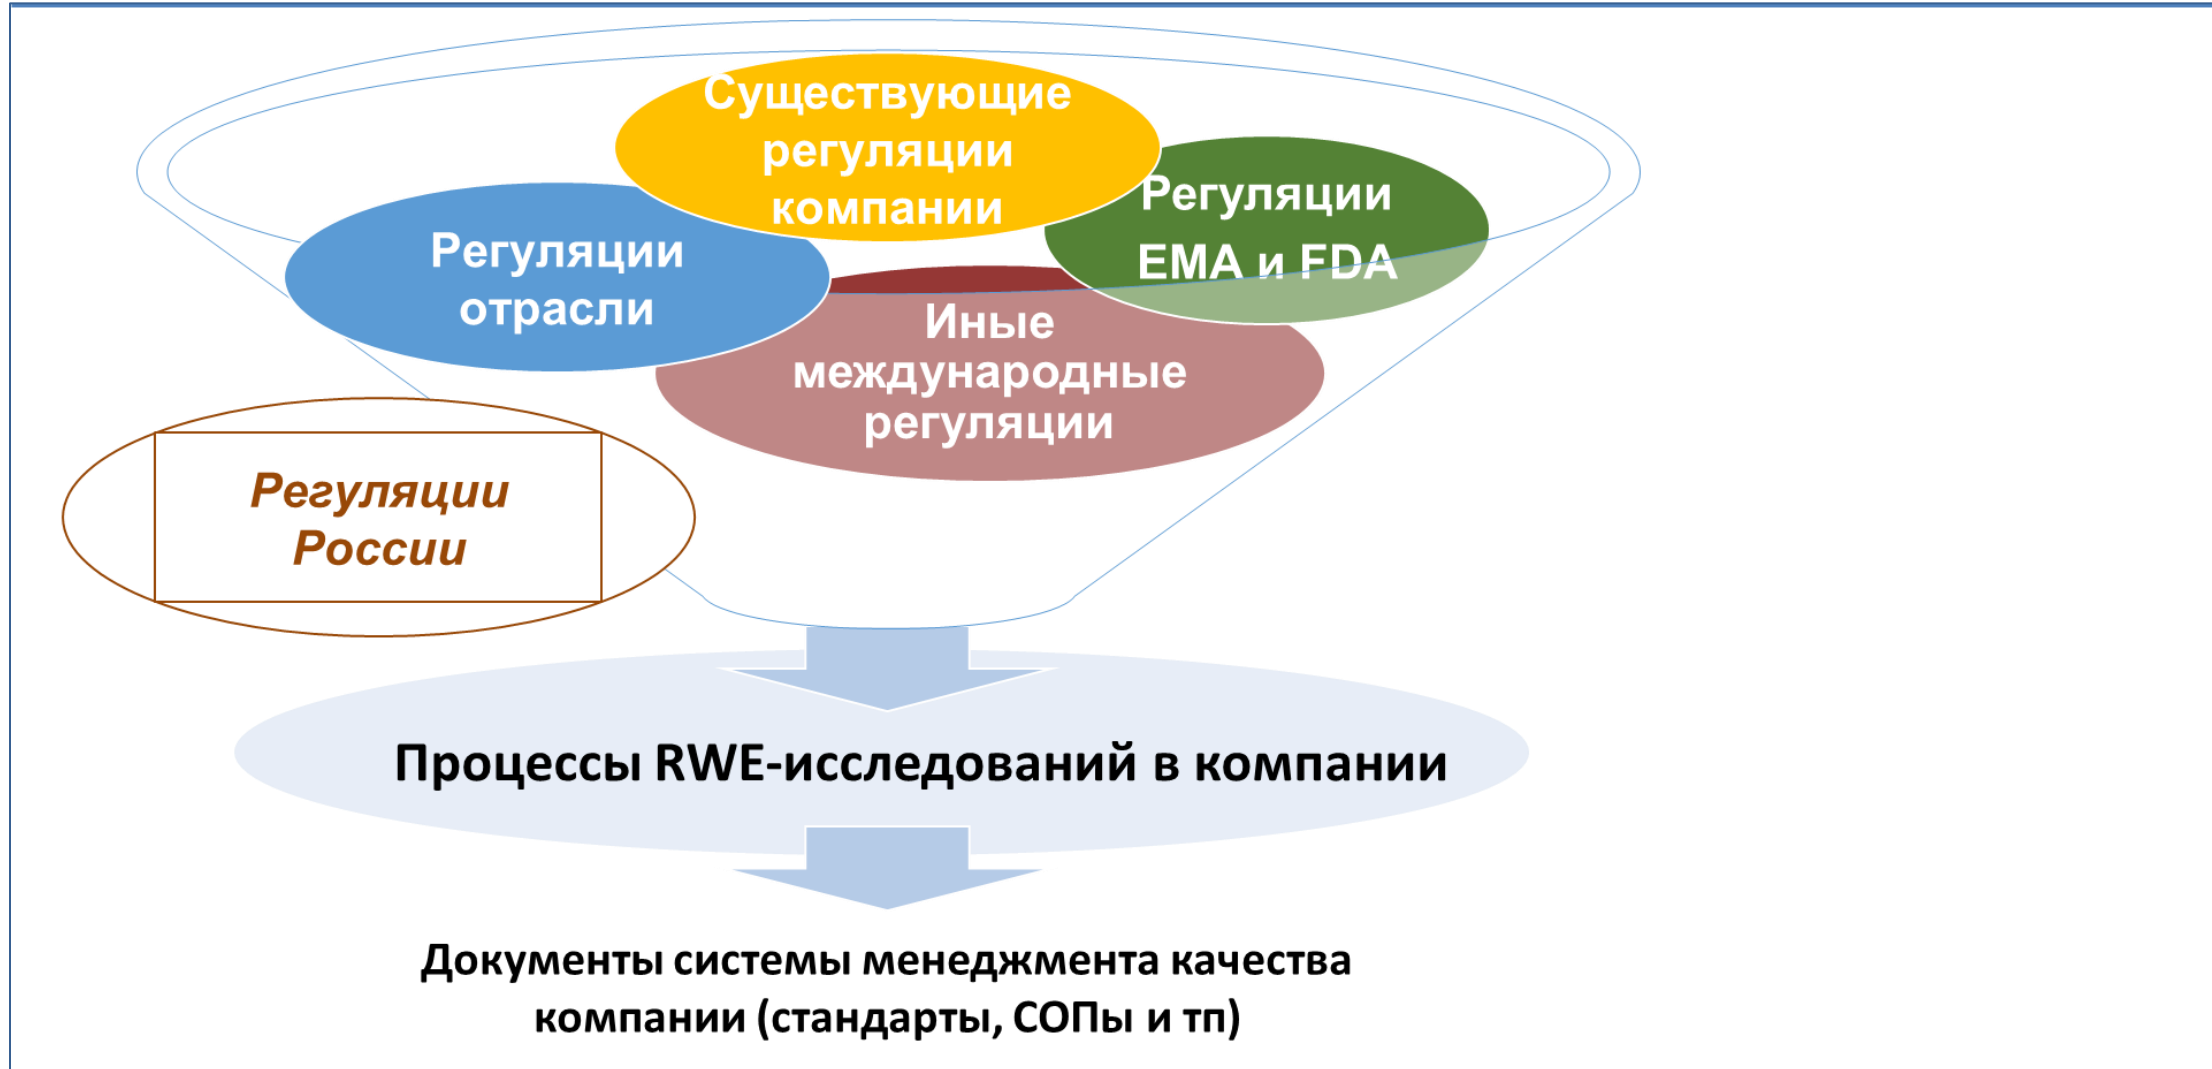 Существующие
регуляции
компании
Регуляции
EMA и FDA
Регуляции
отрасли
Иные
международные
регуляции
Регуляции
России
Процессы RWE-исследований в компании
Документы системы менеджмента качества
компании (стандарты, СОПы и тп)